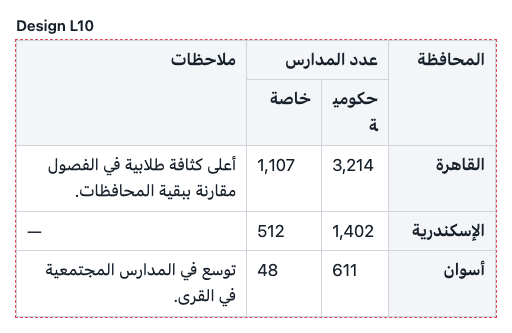 Design L10
المحافظة
عدد المدارس
ملاحظات
حكومية
خاصة
القاهرة
3,214
1,107
أعلى كثافة طلابية في الفصول
مقارنة ببقية المحافظات.
الإسكندرية
1,402
512
—
أسوان
611
48
توسع في المدارس المجتمعية
في القرى.